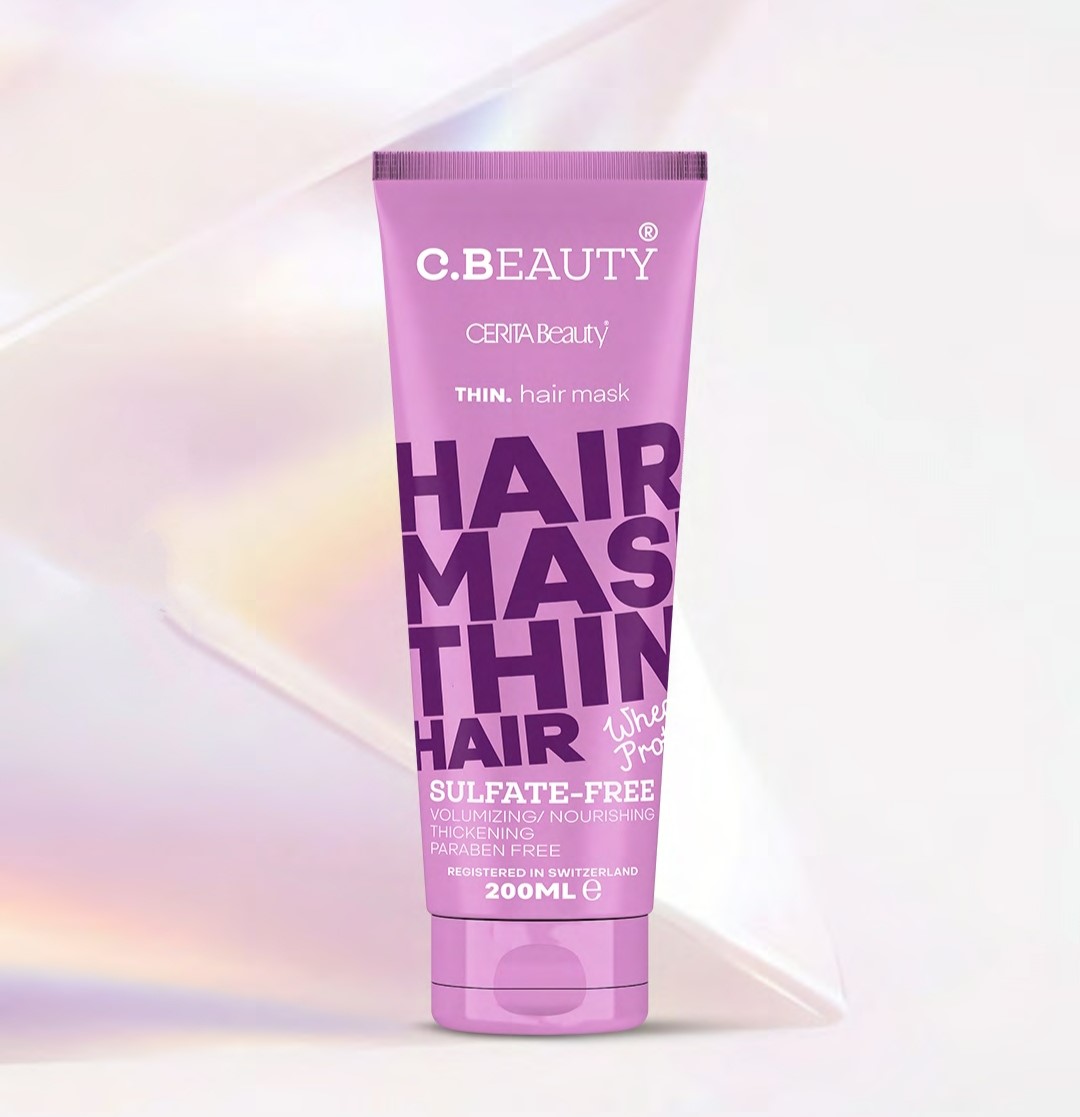 C.BEAUTY®
CERITA Beauty®
THIN. hair mask
HAIR
MAS
THIN
HAIR
SULFATE-FREE
VOLUMIZING/ NOURISHING
THICKENING
PARABEN FREE
REGISTERED IN SWITZERLAND
200ML ℮